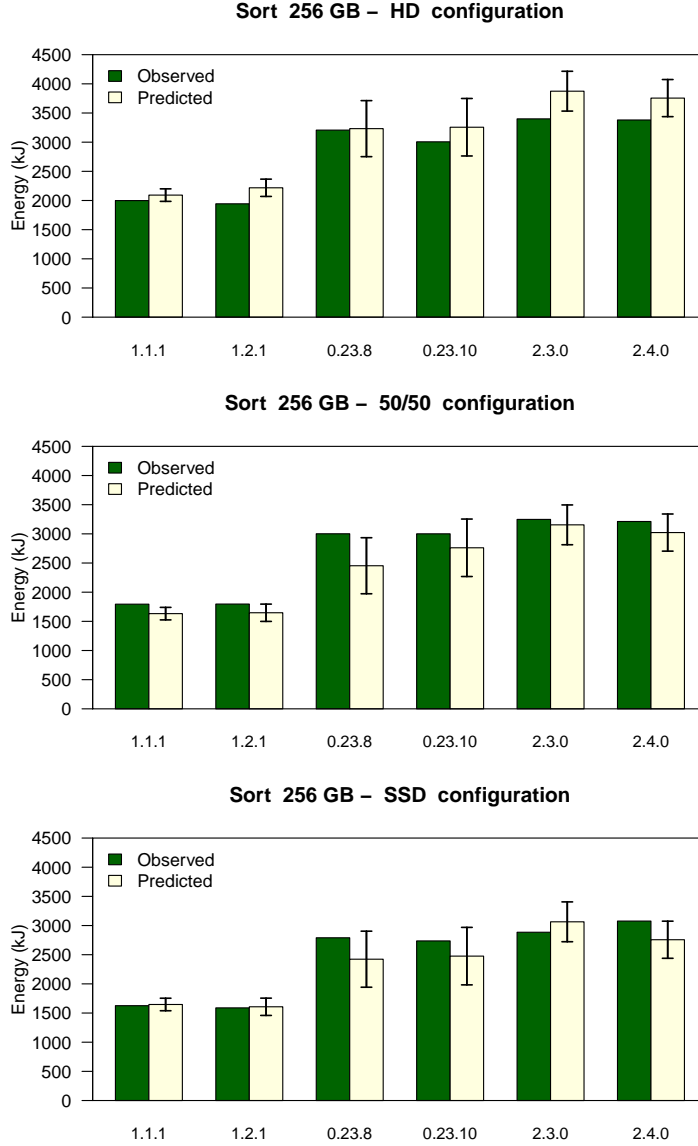 Sort 256 GB – HD configuration
4500
4000
3500
3000
2500
2000
1500
1000
500
0
Energy (kJ)
Observed
Predicted
1.1.1 1.2.1 0.23.8 0.23.10 2.3.0 2.4.0
Sort 256 GB – 50/50 configuration
4500
4000
3500
3000
2500
2000
1500
1000
500
0
Energy (kJ)
Observed
Predicted
1.1.1 1.2.1 0.23.8 0.23.10 2.3.0 2.4.0
Sort 256 GB – SSD configuration
4500
4000
3500
3000
2500
2000
1500
1000
500
0
Energy (kJ)
Observed
Predicted
1.1.1 1.2.1 0.23.8 0.23.10 2.3.0 2.4.0